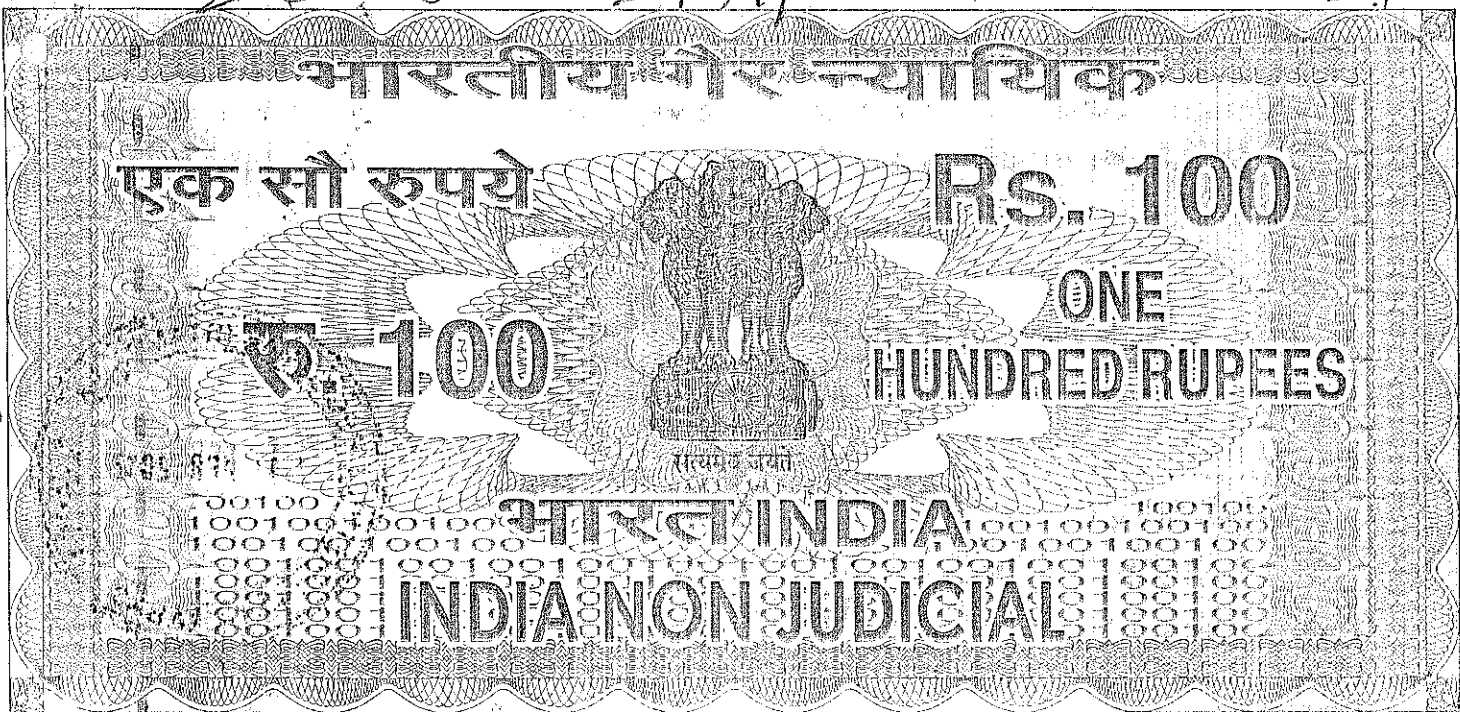 भारतीय गैर न्यायिक
एक सौ रुपये
Rs. 100
रु. 100
ONE
HUNDRED RUPEES
सत्यमेव जयते
भारत INDIA
INDIA NON JUDICIAL